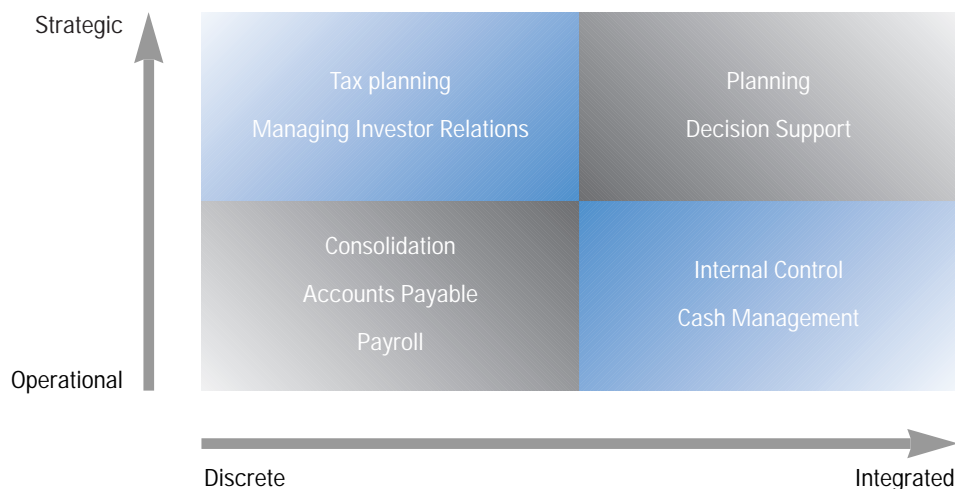 Strategic
Tax planning
Managing Investor Relations
Planning
Decision Support
Consolidation
Accounts Payable
Payroll
Internal Control
Cash Management
Operational
Discrete
Integrated